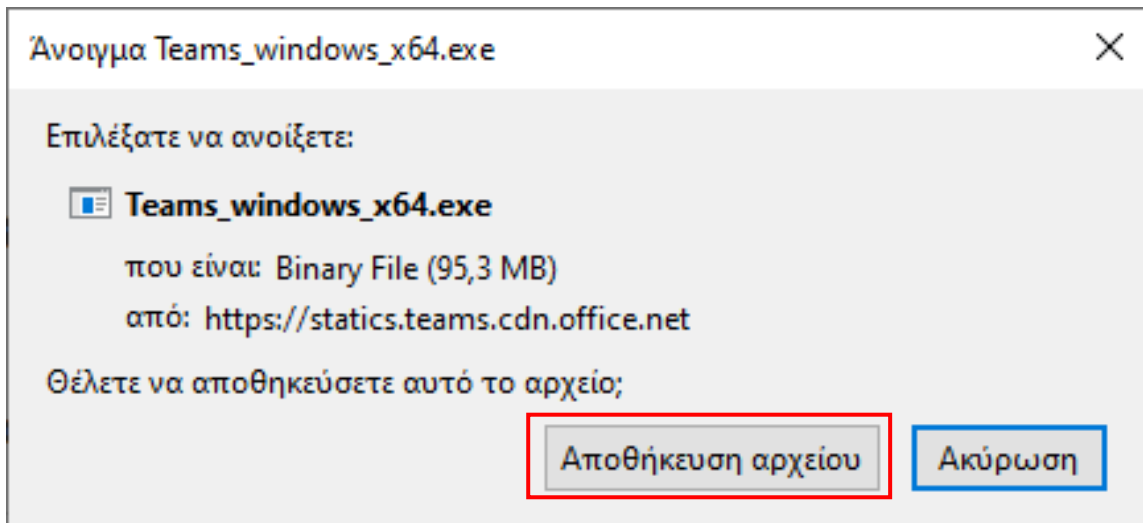 Άνοιγμα Teams_windows_x64.exe
Επιλέξατε να ανοίξετε:
Teams_windows_x64.exe
που είναι: Binary File (95,3 MB)
από: https://statics.teams.cdn.office.net
Θέλετε να αποθηκεύσετε αυτό το αρχείο;
Αποθήκευση αρχείου Ακύρωση